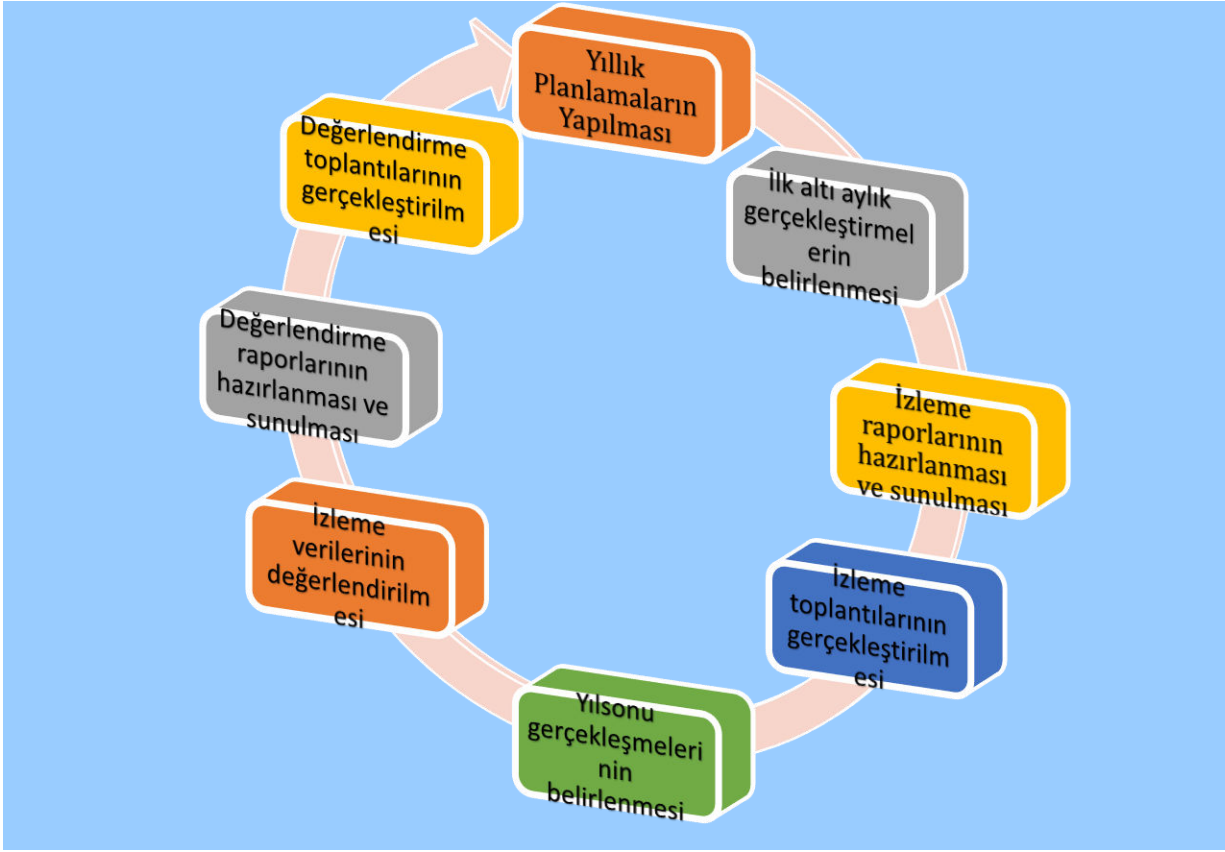 Yıllık
Planlamaların
Yapılması
İlk altı aylık
gerçekleştirmel
erin
belirlenmesi
İzleme
raporlarının
hazırlanması
ve sunulması
İzleme
toplantılarının
gerçekleştirilm
esi
Yılsonu
gerçekleşmeleri
nin
belirlenmesi
İzleme
verilerinin
değerlendirilm
esi
Değerlendirme
raporlarının
hazırlanması ve
sunulması
Değerlendirme
toplantılarının
gerçekleştirilm
esi